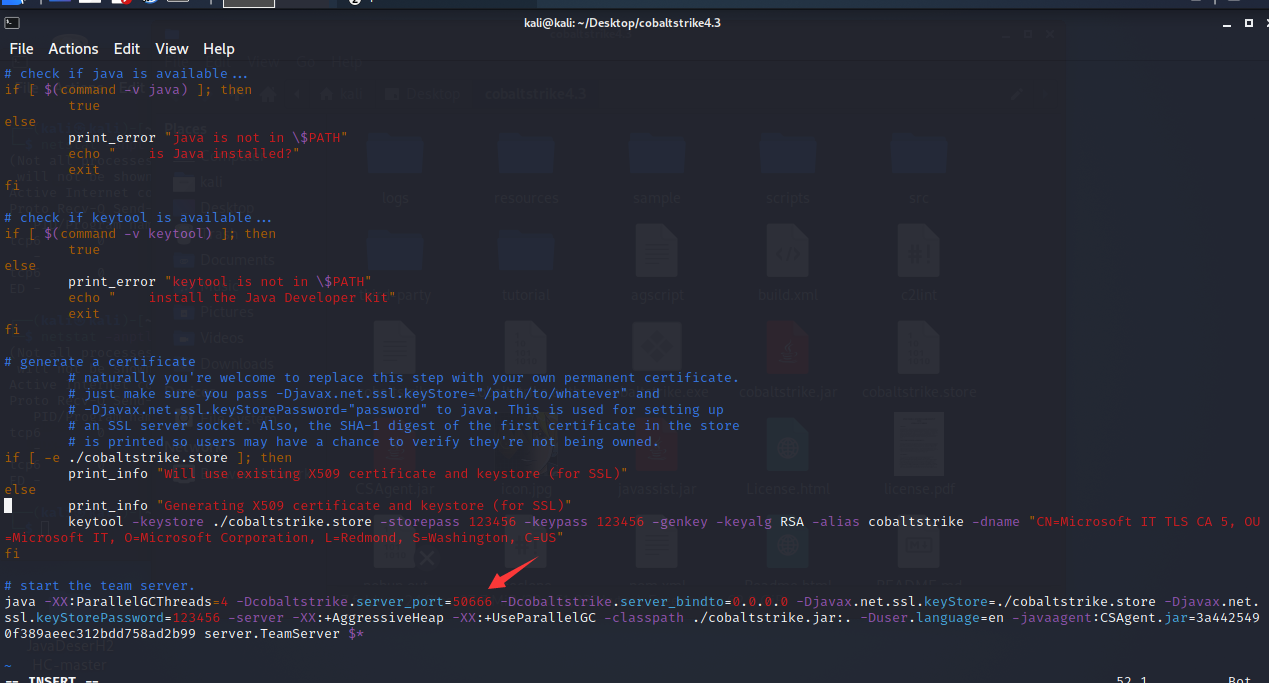 kali@kali: ~/Desktop/cobaltstrike4.3
File Actions Edit View Help
# check if java is available...
if [ $(command -v java) ]; then
true
else
print_error "java is not in \$PATH"
echo " is Java installed?"
exit
fi
# check if keytool is available...
if [ $(command -v keytool) ]; then
true
else
print_error "keytool is not in \$PATH"
echo " install the Java Developer Kit"
exit
fi
# generate a certificate
# naturally you're welcome to replace this step with your own permanent certificate.
# just make sure you pass -Djavax.net.ssl.keyStore="/path/to/whatever" and
# -Djavax.net.ssl.keyStorePassword="password" to java. This is used for setting up
# an SSL server socket. Also, the SHA-1 digest of the first certificate in the store
# is printed so users may have a chance to verify they're not being owned.
if [ -e ./cobaltstrike.store ]; then
print_info "Will use existing X509 certificate and keystore (for SSL)"
else
print_info "Generating X509 certificate and keystore (for SSL)"
keytool -keystore ./cobaltstrike.store -storepass 123456 -keypass 123456 -genkey -keyalg RSA -alias cobaltstrike -dname "CN=Microsoft IT TLS CA 5, OU
=Microsoft IT, O=Microsoft Corporation, L=Redmond, S=Washington, C=US"
fi
# start the team server.
java -XX:ParallelGCThreads=4 -Dcobaltstrike.server_port=50666 -Dcobaltstrike.server_bindto=0.0.0.0 -Djavax.net.ssl.keyStore=./cobaltstrike.store -Djavax.net.
ssl.keyStorePassword=123456 -server -XX:+AggressiveHeap -XX:+UseParallelGC -classpath ./cobaltstrike.jar:. -Duser.language=en -javaagent:CSAgent.jar=3a442549
0f389aeec312bdd758ad2b99 server.TeamServer $*
~
-- INSERT --
52,1
Bot